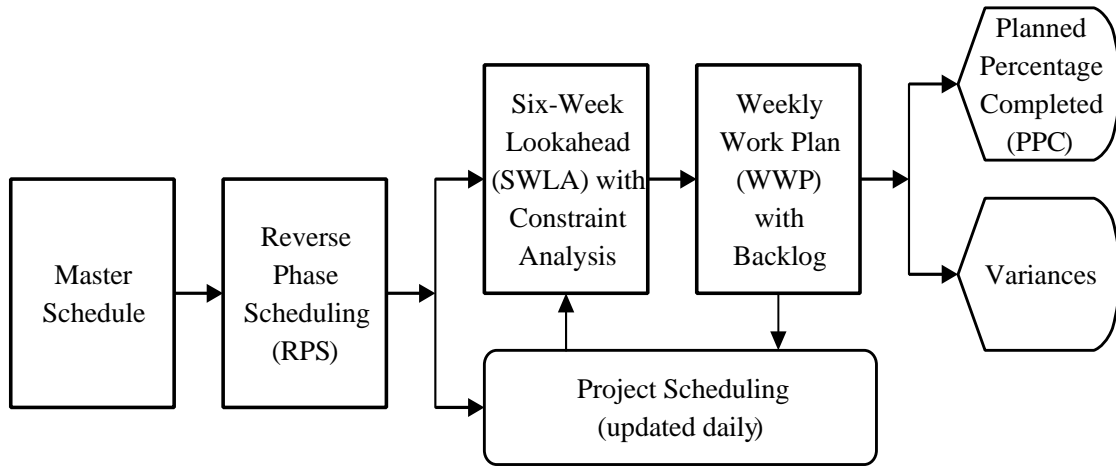 Master
Schedule
Reverse
Phase
Scheduling
(RPS)
Six-Week
Lookahead
(SWLA) with
Constraint
Analysis
Weekly
Work Plan
(WWP)
with
Backlog
Project Scheduling
(updated daily)
Planned
Percentage
Completed
(PPC)
Variances